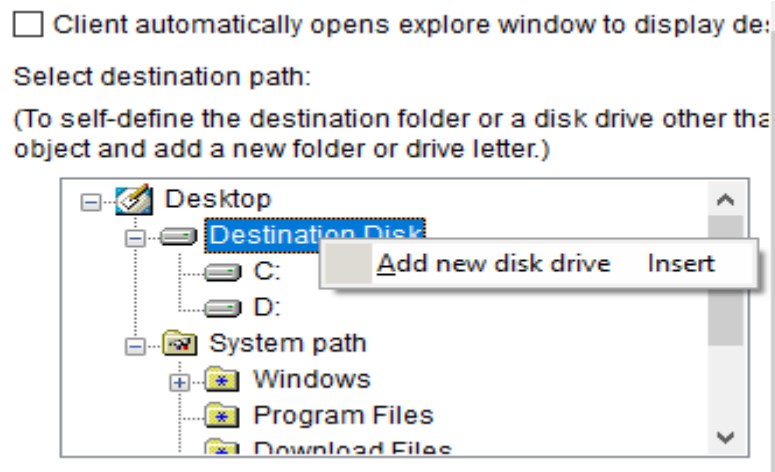 Client automatically opens explore window to display
Select destination path:
(To self-define the destination folder or a disk drive other
object and add a new folder or drive letter.)
Desktop
Destination Disk
Add new disk drive Insert
C:
D:
System path
Windows
Program Files
Download Files